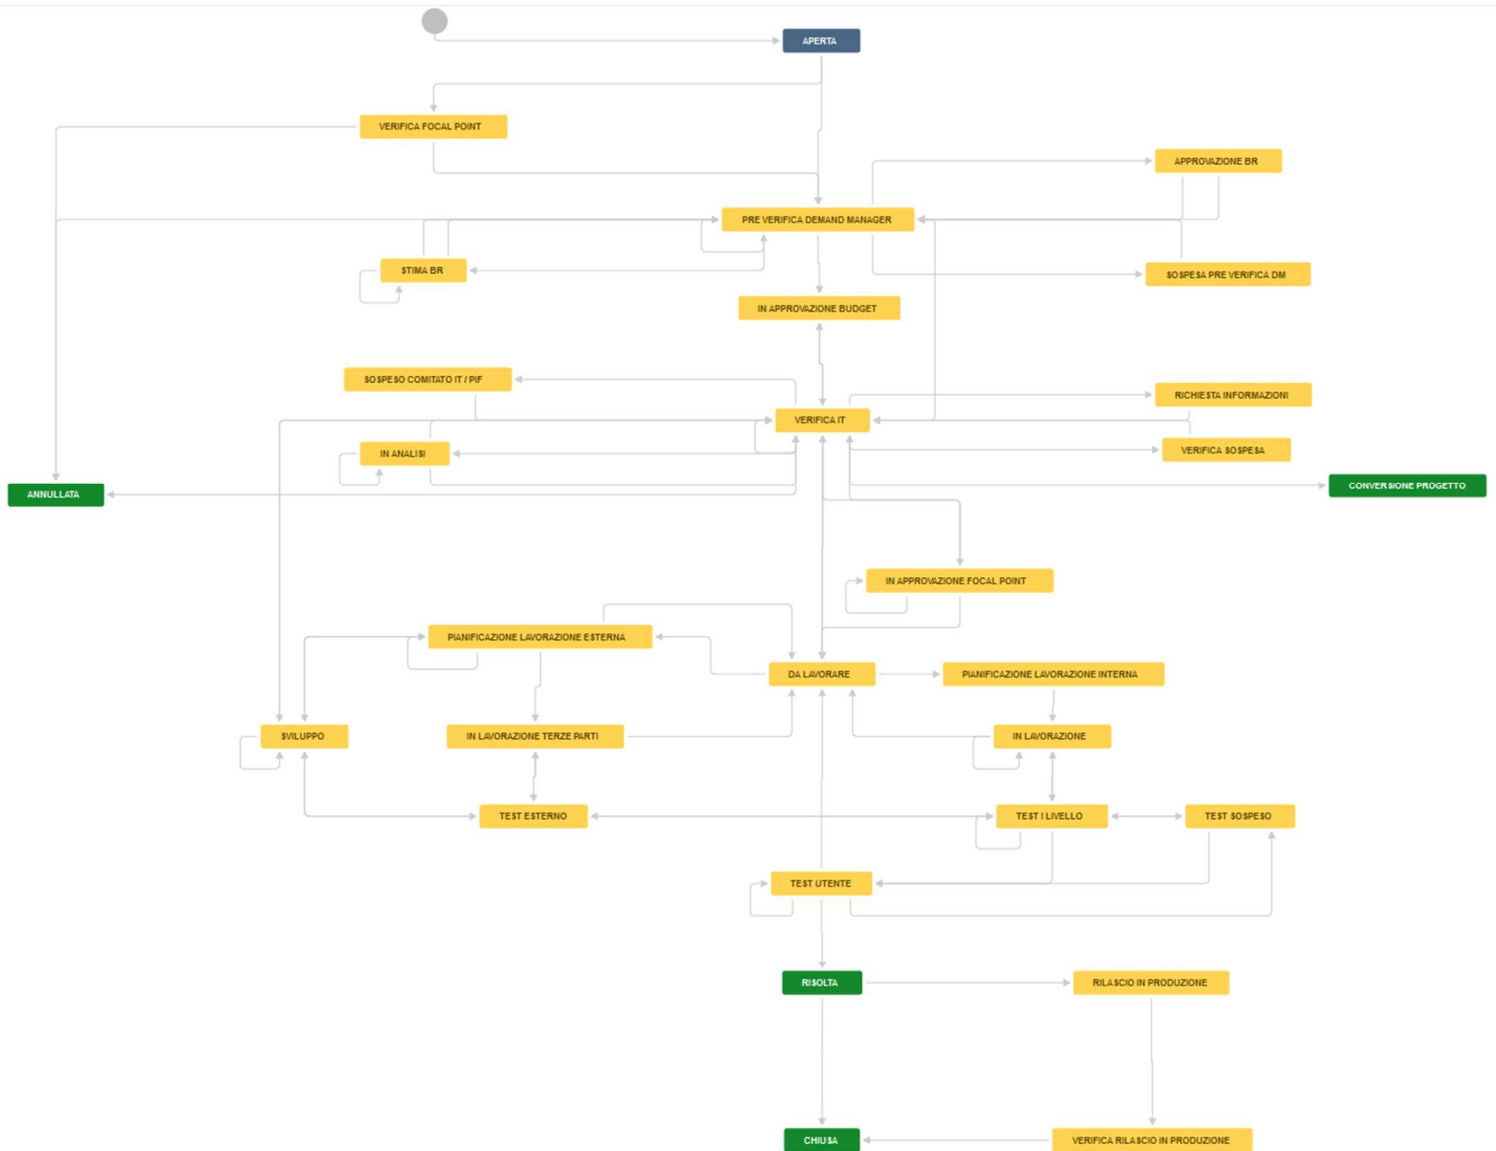 APERTA
VERIFICA FOCAL POINT
APPROVAZIONE BR
PRE VERIFICA DEMAND MANAGER
STIMA BR
SOSPESA PRE VERIFICA DM
IN APPROVAZIONE BUDGET
SOSPESO COMITATO IT / PIF
RICHIESTA INFORMAZIONI
VERIFICA IT
IN ANALISI
VERIFICA SOSPESA
ANNULLATA
CONVERSIONE PROGETTO
IN APPROVAZIONE FOCAL POINT
PIANIFICAZIONE LAVORAZIONE ESTERNA
DA LAVORARE
PIANIFICAZIONE LAVORAZIONE INTERNA
SVILUPPO
IN LAVORAZIONE TERZE PARTI
IN LAVORAZIONE
TEST ESTERNO
TEST I LIVELLO
TEST SOSPESO
TEST UTENTE
RISOLTA
RILASCIO IN PRODUZIONE
CHIUSA
VERIFICA RILASCIO IN PRODUZIONE